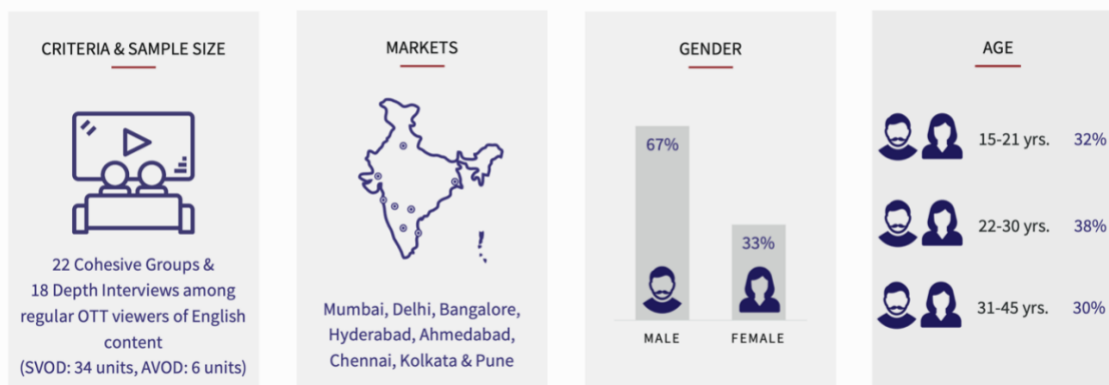 CRITERIA & SAMPLE SIZE
22 Cohesive Groups &
18 Depth Interviews among
regular OTT viewers of English
content
(SVOD: 34 units, AVOD: 6 units)
MARKETS
Mumbai, Delhi, Bangalore,
Hyderabad, Ahmedabad,
Chennai, Kolkata & Pune
GENDER
67%
33%
MALE FEMALE
AGE
15-21 yrs. 32%
22-30 yrs. 38%
31-45 yrs. 30%